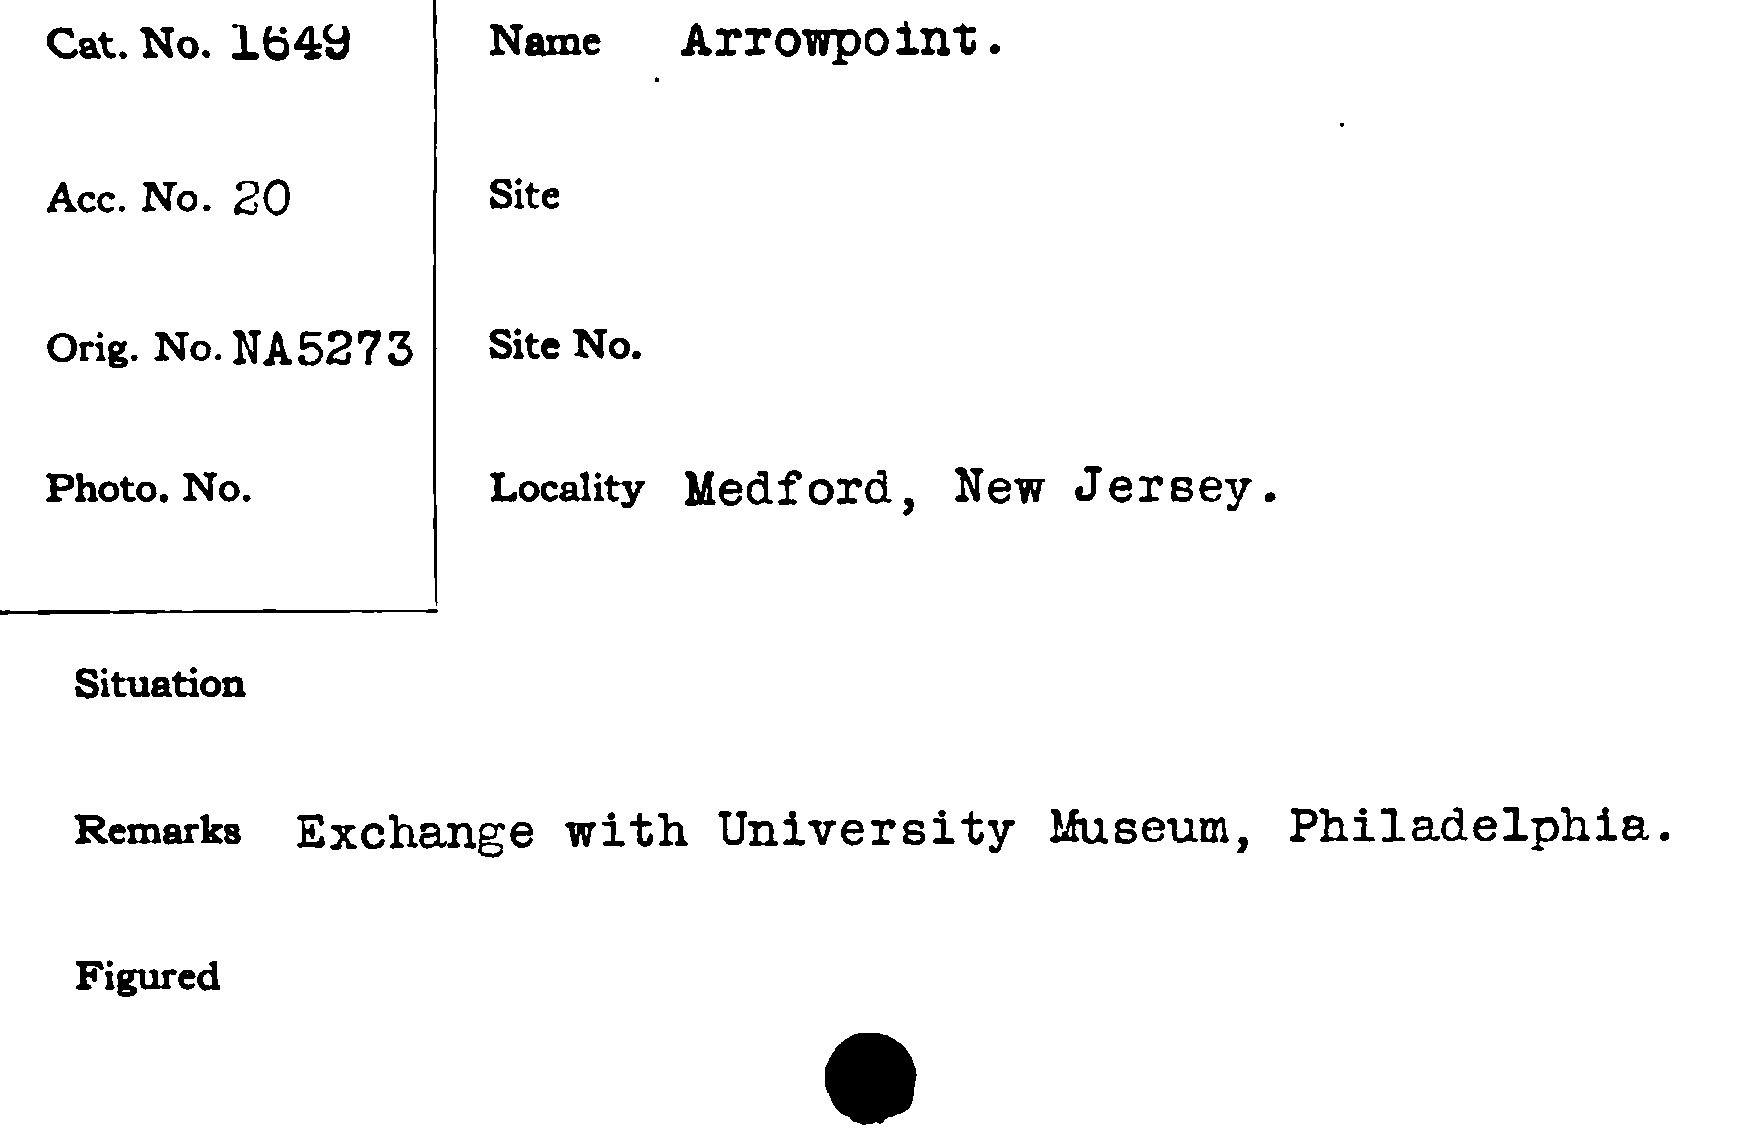 Cat. No. 1649
Name Arrowpoint.
Acc. No. 20
Site
Orig. No. NA5273
Site No.
Photo. No.
Locality Medford, New Jersey.
Situation
Remarks Exchange with University Museum, Philadelphia.
Figured